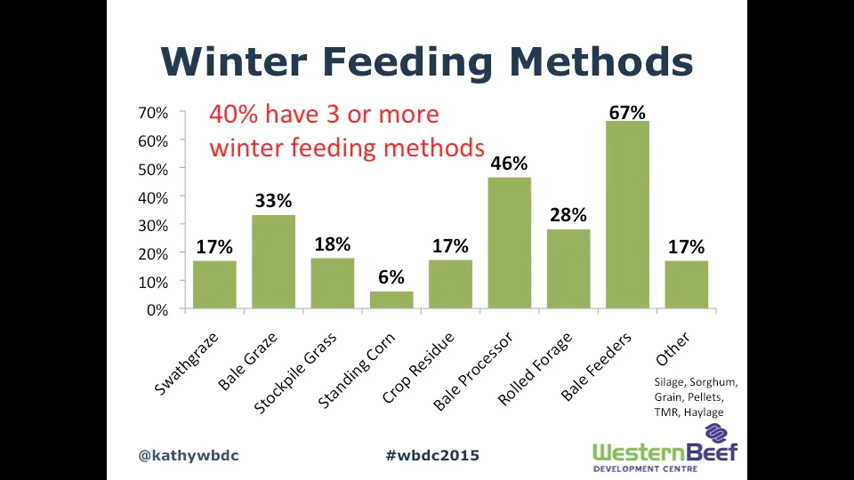 Winter Feeding Methods
40% have 3 or more
winter feeding methods
70%
60%
50%
40%
30%
20%
10%
0%
17%
33%
18%
6%
17%
46%
28%
67%
17%
Swathgraze
Bale Graze
Stockpile Grass
Standing Corn
Crop Residue
Bale Processor
Rolled Forage
Bale Feeders
Other
Silage, Sorghum,
Grain, Pellets,
TMR, Haylage
@kathywbdc
#wbdc2015
WesternBeef
DEVELOPMENT CENTRE